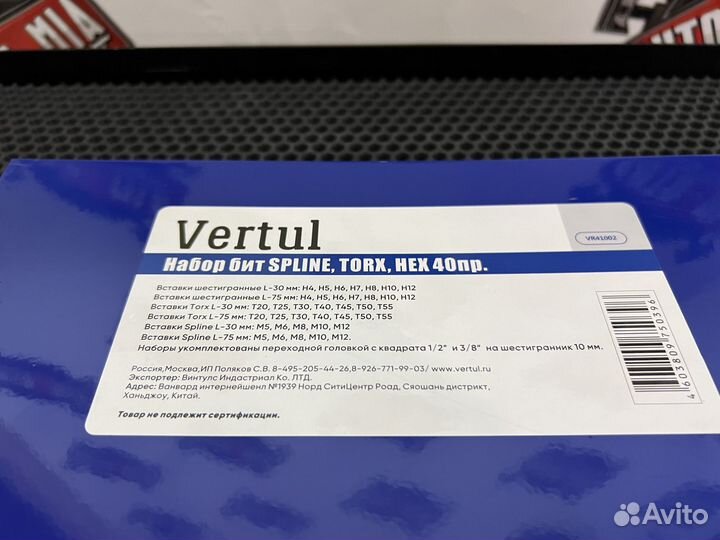 Vertul
VR41002
Набор бит SPLINE, TORX, HEX 40пр.
Вставки шестигранные L-30 мм: H4, H5, H6, H7, H8, H10, H12
Вставки шестигранные L-75 мм: H4, H5, H6, H7, H8, H10, H12
Вставки Torx L-30 мм: T20, T25, T30, T40, T45, T50, T55
Вставки Torx L-75 мм: T20, T25, T30, T40, T45, T50, T55
Вставки Spline L-30 мм: M5, M6, M8, M10, M12
Вставки Spline L-75 мм: M5, M6, M8, M10, M12.
Наборы укомплектованы переходной головкой с квадрата 1/2" и 3/8" на шестигранник 10 мм.
Россия,Москва,ИП Поляков С.В. 8-495-205-44-26,8-926-771-99-03/ www.vertul.ru
Экспортер: Винтулс Индастриал Ко. ЛТД.
Адрес: Ванвард интернейшенл №1939 Норд СитиЦентр Роад, Сяошань дистрикт,
Ханьджоу, Китай.
Товар не подлежит сертификации.
4603809750396
Avito